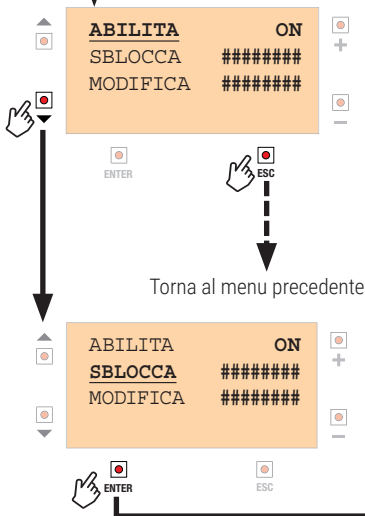 ABILITA ON
SBLOCCA ########
MODIFICA ########
+
−
ENTER
ESC
Torna al menu precedente
ABILITA ON
SBLOCCA ########
MODIFICA ########
+
−
ENTER
ESC